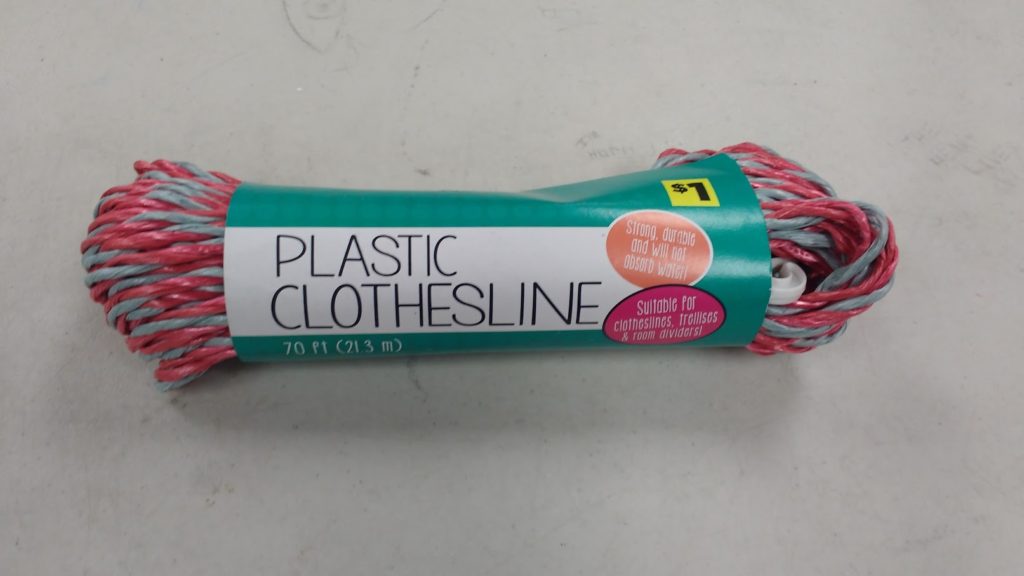 $1
PLASTIC
CLOTHESLINE
70 ft (21.3 m)
Strong, durable
and will not
absorb water!
Suitable for
clotheslines, trellises
& room dividers!